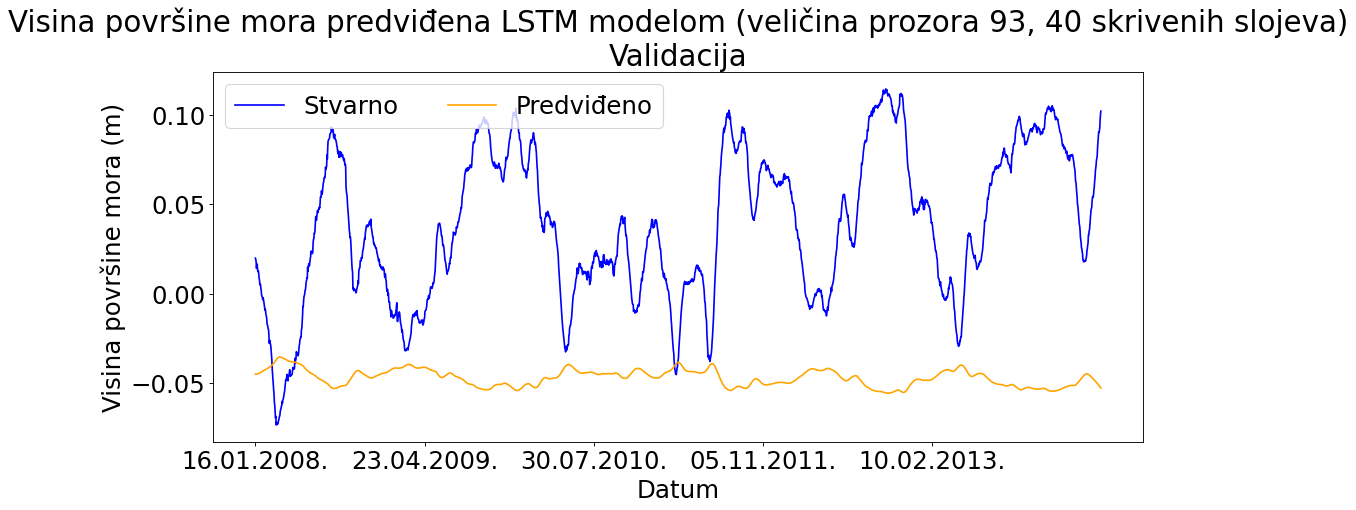 Visina površine mora predviđena LSTM modelom (veličina prozora 93, 40 skrivenih slojeva)
Validacija
Stvarno
Predviđeno
Visina površine mora (m)
0.10
0.05
0.00
−0.05
16.01.2008.
23.04.2009.
30.07.2010.
05.11.2011.
10.02.2013.
Datum